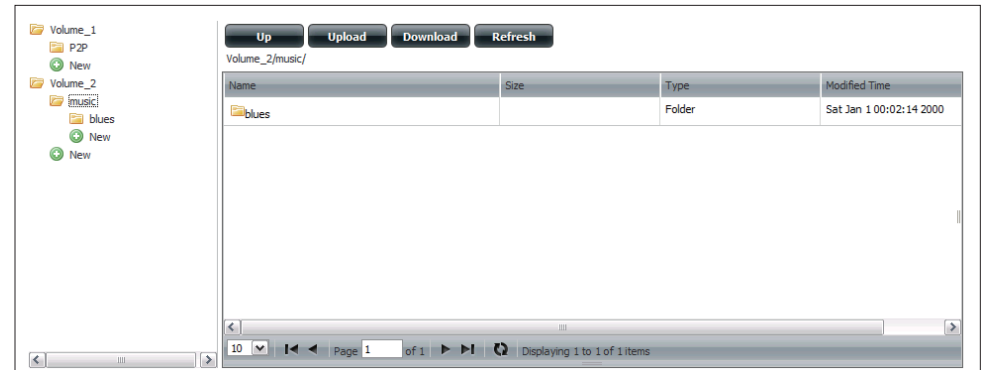 Volume_1
P2P
New
Volume_2
music
blues
New
New
Up Upload Download Refresh
Volume_2/music/
Name Size Type Modified Time
blues Folder Sat Jan 1 00:02:14 2000
10 Page 1 of 1 Displaying 1 to 1 of 1 items